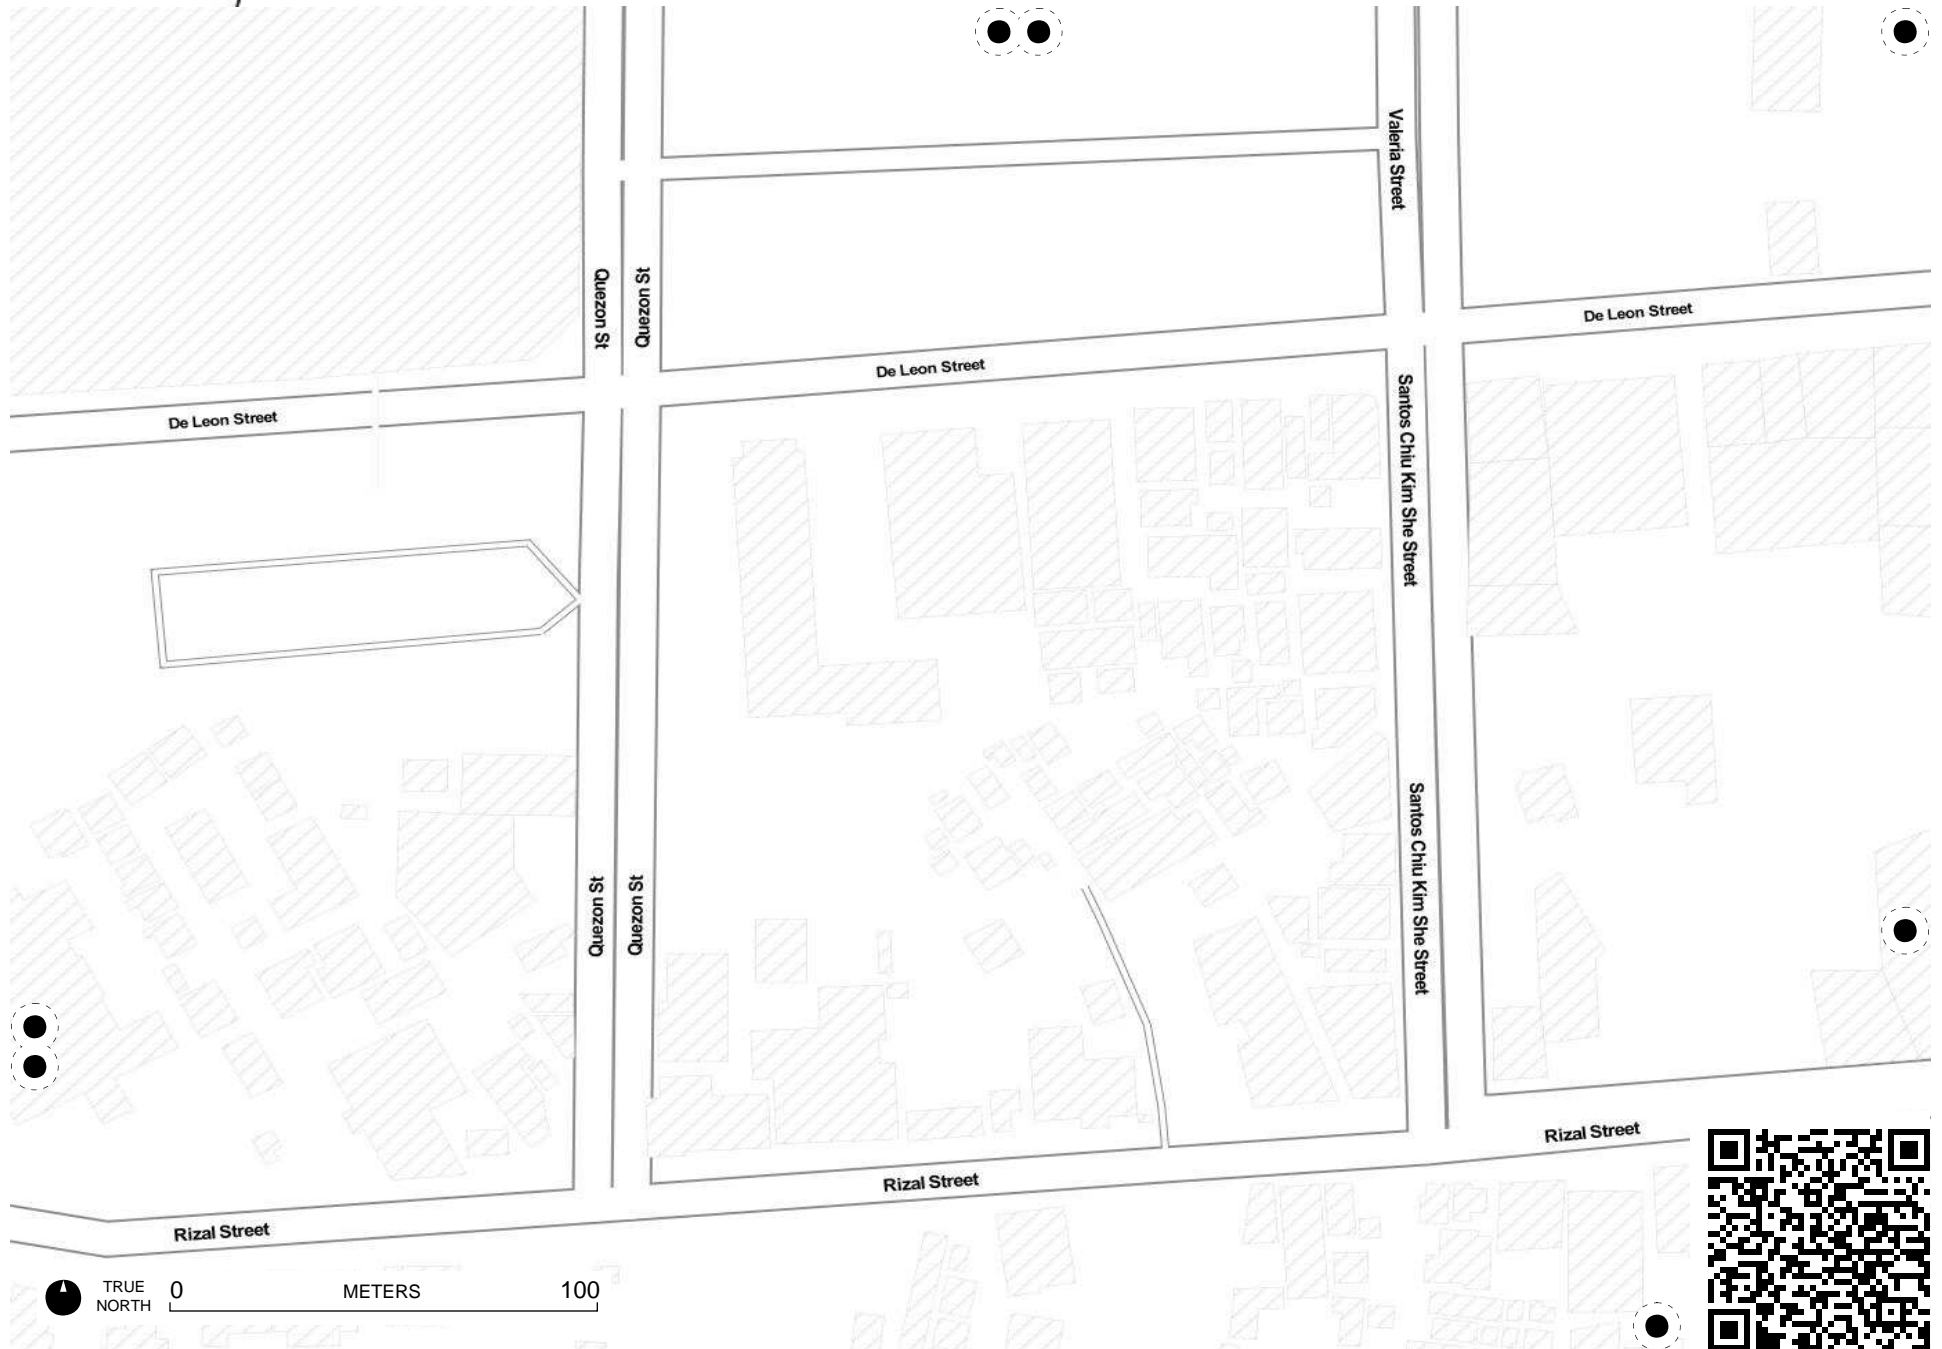 Valeria Street
Quezon St
Quezon St
De Leon Street
De Leon Street
De Leon Street
Santos Chiu Kim She Street
Santos Chiu Kim She Street
Quezon St
Quezon St
Rizal Street
Rizal Street
Rizal Street
TRUE
NORTH
0 METERS 100